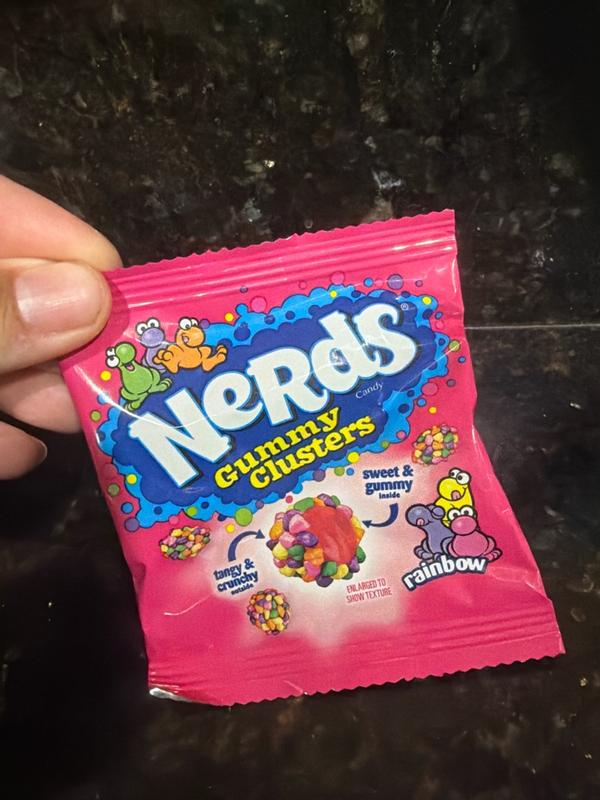 NeRds®
Candy
Gummy
Clusters
sweet &
gummy
inside
tangy &
crunchy
outside
ENLARGED TO
SHOW TEXTURE
rainbow